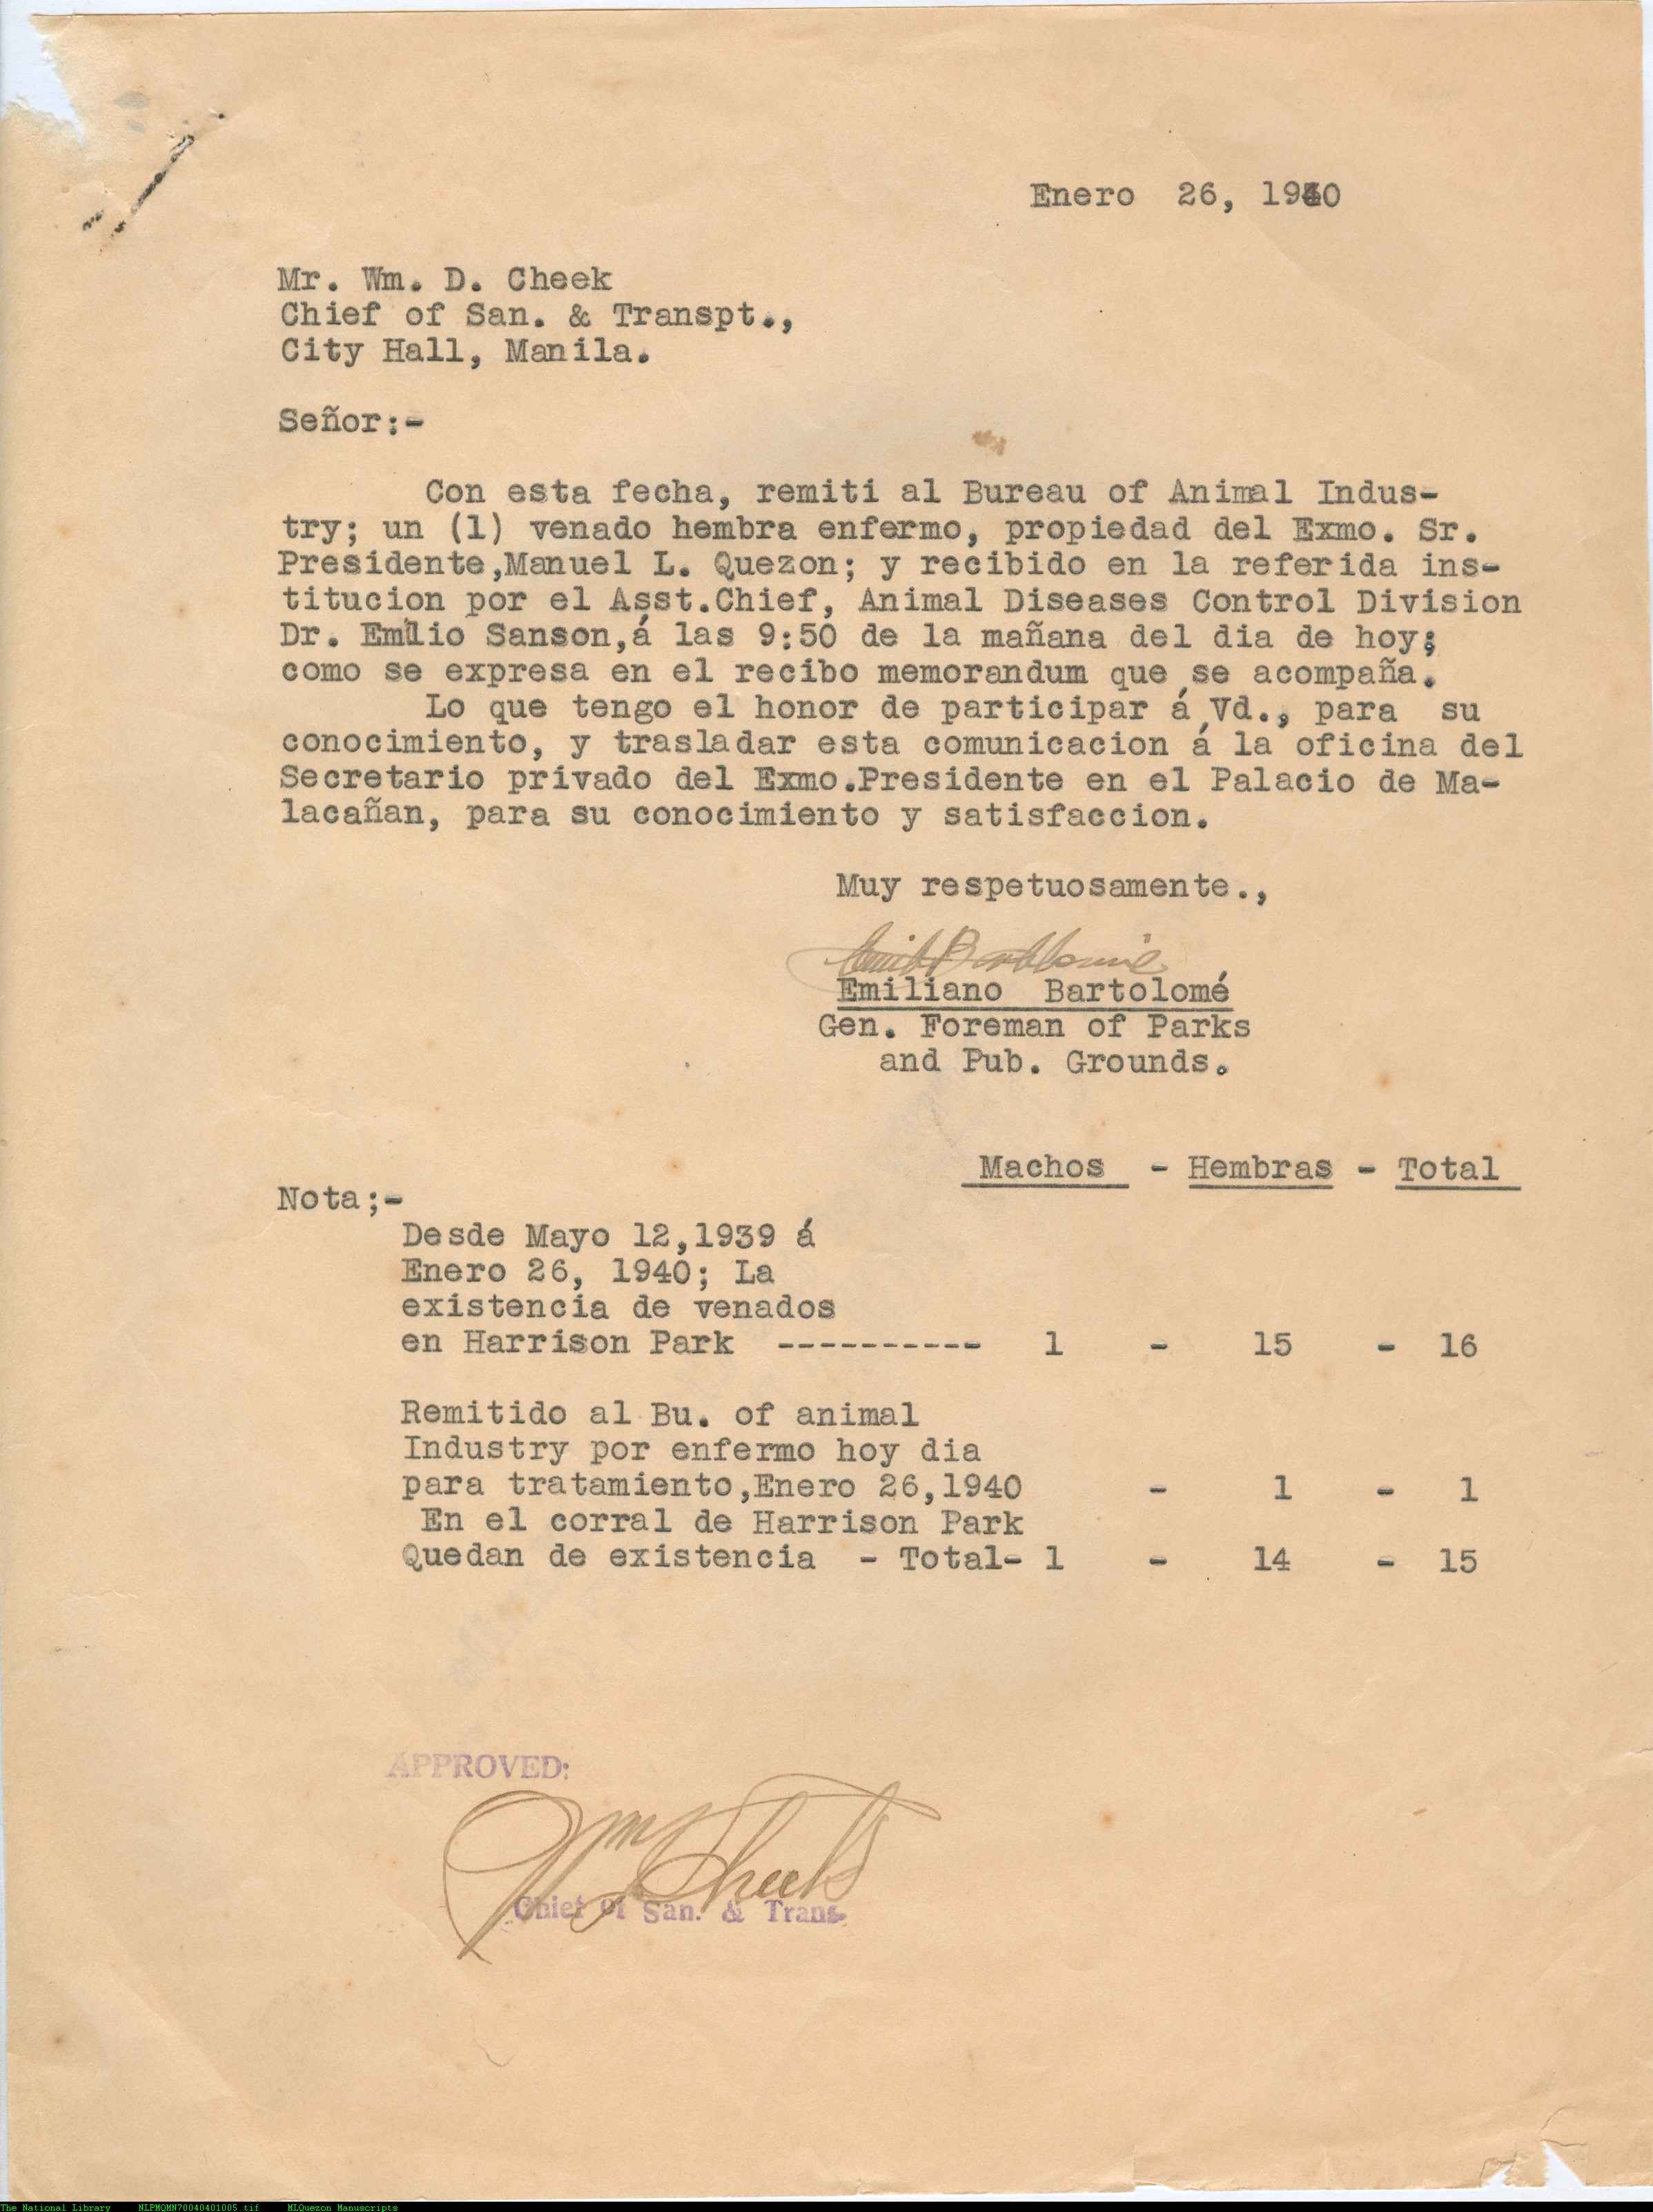 Enero 26, 1940
Mr. Wm. D. Cheek
Chief of San. & Transpt.,
City Hall, Manila.
Señor:-
Con esta fecha, remiti al Bureau of Animal Indus-
try; un (1) venado hembra enfermo, propiedad del Exmo. Sr.
Presidente,Manuel L. Quezon; y recibido en la referida ins-
titucion por el Asst.Chief, Animal Diseases Control Division
Dr. Emilio Sanson,á las 9:50 de la mañana del dia de hoy;
como se expresa en el recibo memorandum que se acompaña.
Lo que tengo el honor de participar á Vd., para su
conocimiento, y trasladar esta comunicacion á la oficina del
Secretario privado del Exmo.Presidente en el Palacio de Ma-
lacañan, para su conocimiento y satisfaccion.
Muy respetuosamente.,
Emiliano Bartolomé
Gen. Foreman of Parks
and Pub. Grounds.
Machos - Hembras - Total
Nota;-
Desde Mayo 12,1939 á
Enero 26, 1940; La
existencia de venados
en Harrison Park ---------- 1 - 15 - 16
Remitido al Bu. of animal
Industry por enfermo hoy dia
para tratamiento,Enero 26,1940 - 1 - 1
En el corral de Harrison Park
Quedan de existencia - Total- 1 - 14 - 15
APPROVED:
Wm Cheek
Chief of San. & Trans.
The National Library NLPMQMN70040401005.tif MLQuezon Manuscripts